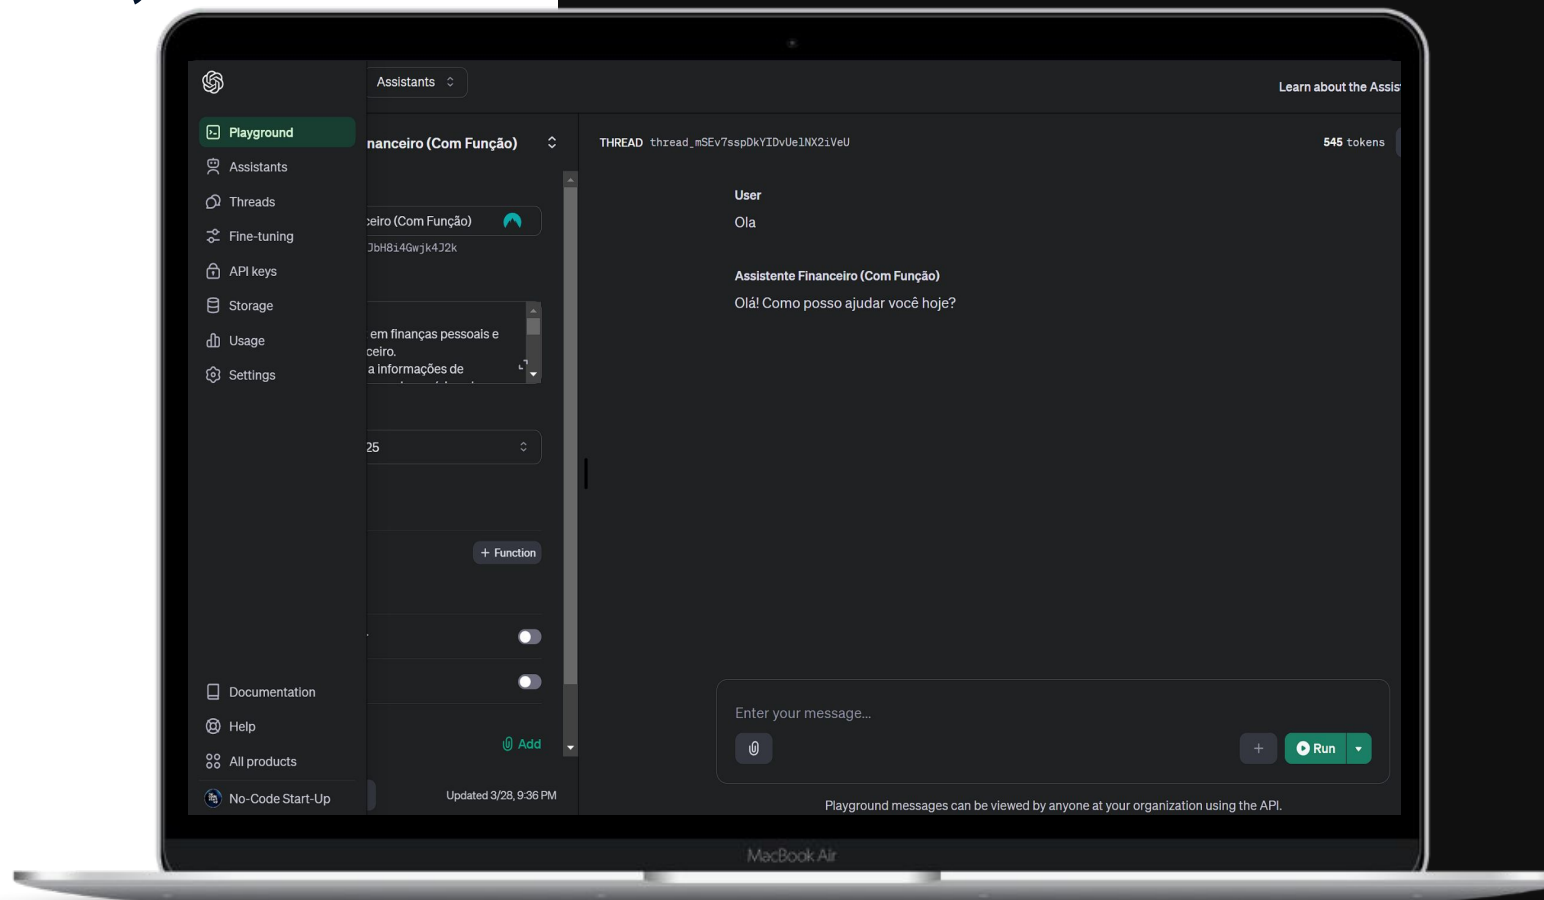 Assistants
Learn about the Assis
Playground
Assistants
Threads
Fine-tuning
API keys
Storage
Usage
Settings
Documentation
Help
All products
No-Code Start-Up
nanceiro (Com Função)
ceiro (Com Função)
JbH8i4Gwjk4J2k
em finanças pessoais e
ceiro.
a informações de
25
+ Function
Add
Updated 3/28, 9:36 PM
THREAD thread_mSEv7sspDkYIDvUelNX2iVeU
545 tokens
User
Ola
Assistente Financeiro (Com Função)
Olá! Como posso ajudar você hoje?
Enter your message...
Run
Playground messages can be viewed by anyone at your organization using the API.
MacBook Air